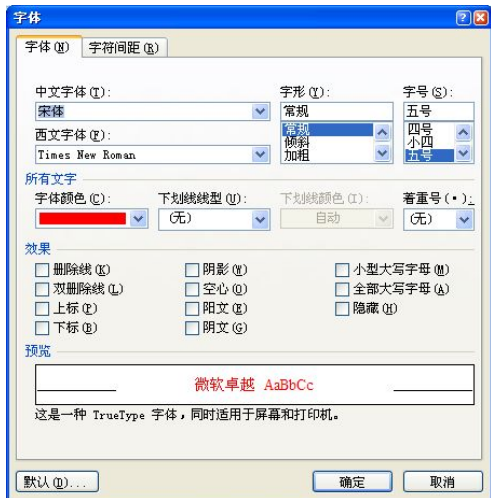 字体
字体(N) 字符间距(R)
中文字体(T): 字形(Y): 字号(S):
宋体 常规 五号
西文字体(F): 常规 四号
倾斜 小四
Times New Roman 加粗 五号
所有文字
字体颜色(C): 下划线线型(U): 下划线颜色(I): 着重号(·):
(无) 自动 (无)
效果
删除线(K) 阴影(W) 小型大写字母(M)
双删除线(L) 空心(O) 全部大写字母(A)
上标(P) 阳文(E) 隐藏(H)
下标(B) 阴文(G)
预览
微软卓越 AaBbCc
这是一种 TrueType 字体,同时适用于屏幕和打印机。
默认(D)... 确定 取消